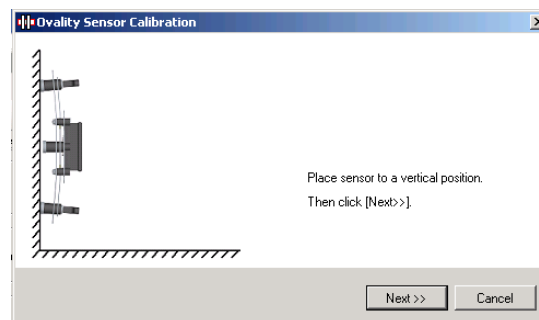 Ovality Sensor Calibration
Place sensor to a vertical position.
Then click [Next>>].
Next >>
Cancel